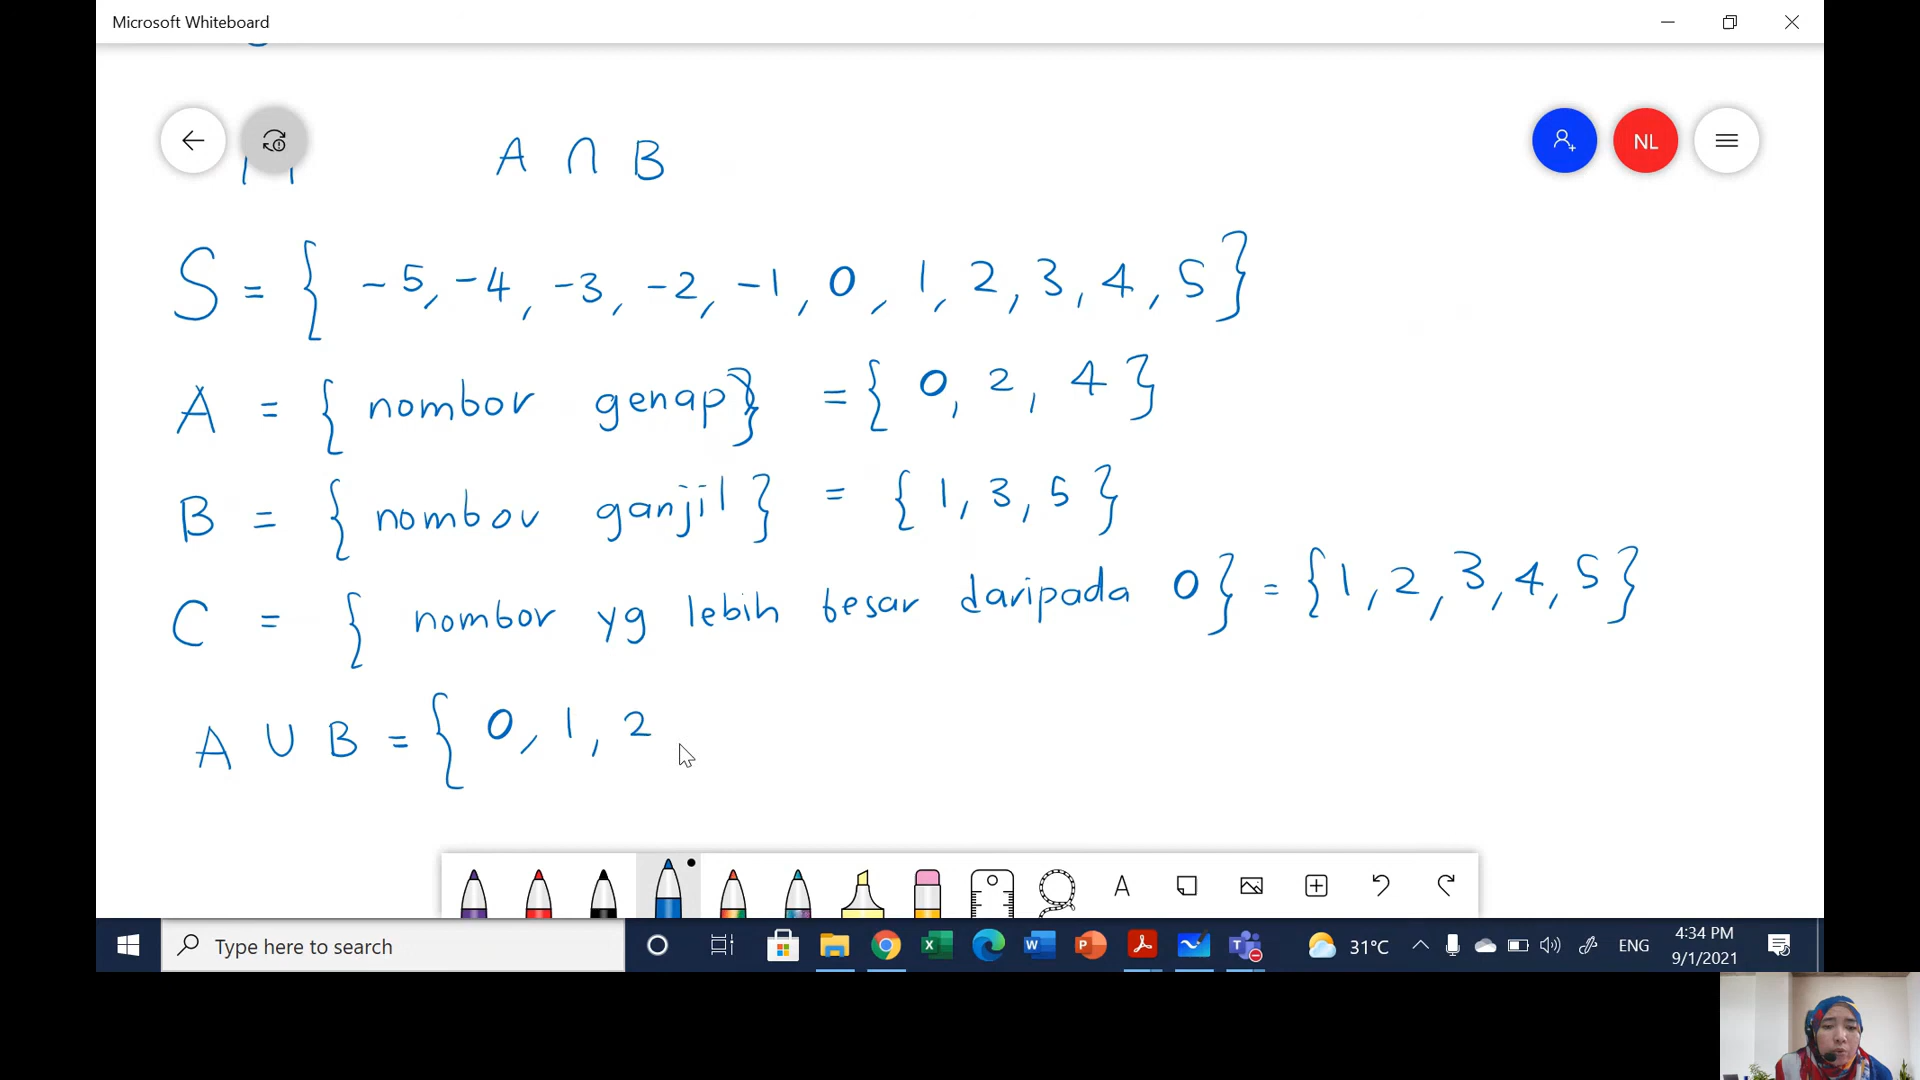 Microsoft Whiteboard
NL
A ∩ B
S = { -5, -4, -3, -2, -1, 0, 1, 2, 3, 4, 5}
A = { nombor genap} = { 0, 2, 4 }
B = { nombor ganjil } = { 1, 3, 5 }
C = { nombor yg lebih besar daripada 0} = {1, 2, 3, 4, 5}
A ∪ B = { 0, 1, 2
A
Type here to search
31°C
ENG
4:34 PM
9/1/2021